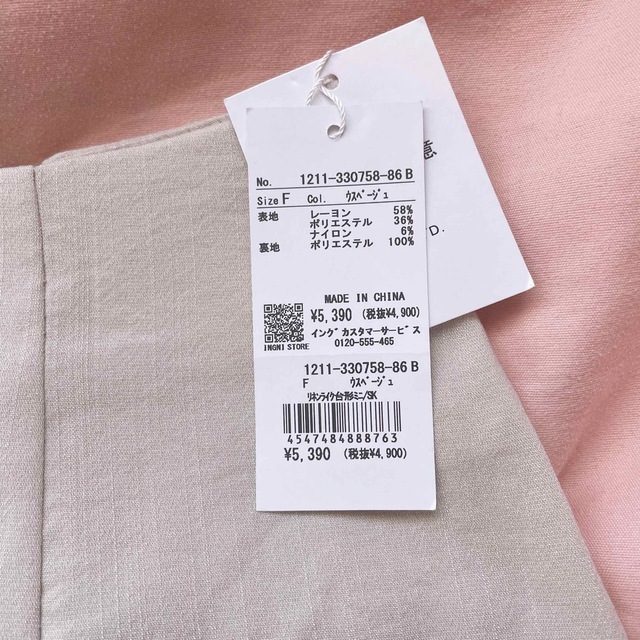 No. 1211-330758-86 B
Size F Col. ｳｽﾍﾞｰｼﾞｭ
表地 レーヨン 58%
ポリエステル 36%
ナイロン 6%
裏地 ポリエステル 100%
MADE IN CHINA
¥5,390 (税抜¥4,900)
イングカスタマーサービス
0120-555-465
INGNI STORE
1211-330758-86 B
F ｳｽﾍﾞｰｼﾞｭ
ﾘﾈﾝﾗｲｸ台形ﾐﾆ/SK
4547484888763
¥5,390 (税抜¥4,900)
意
D.